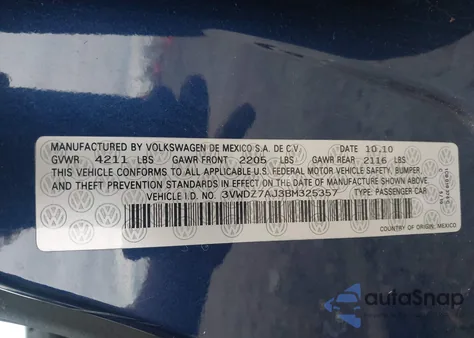 MANUFACTURED BY VOLKSWAGEN DE MEXICO S.A. DE C.V. DATE 10.10
GVWR 4211 LBS GAWR FRONT 2205 LBS GAWR REAR 2116 LBS
THIS VEHICLE CONFORMS TO ALL APPLICABLE U.S. FEDERAL MOTOR VEHICLE SAFETY, BUMPER
AND THEFT PREVENTION STANDARDS IN EFFECT ON THE DATE OF MANUFACTURE SHOWN ABOVE.
VEHICLE I.D. NO. 3VWDZ7AJ3BM325357 TYPE: PASSENGER CAR
COUNTRY OF ORIGIN: MEXICO
autoSnap